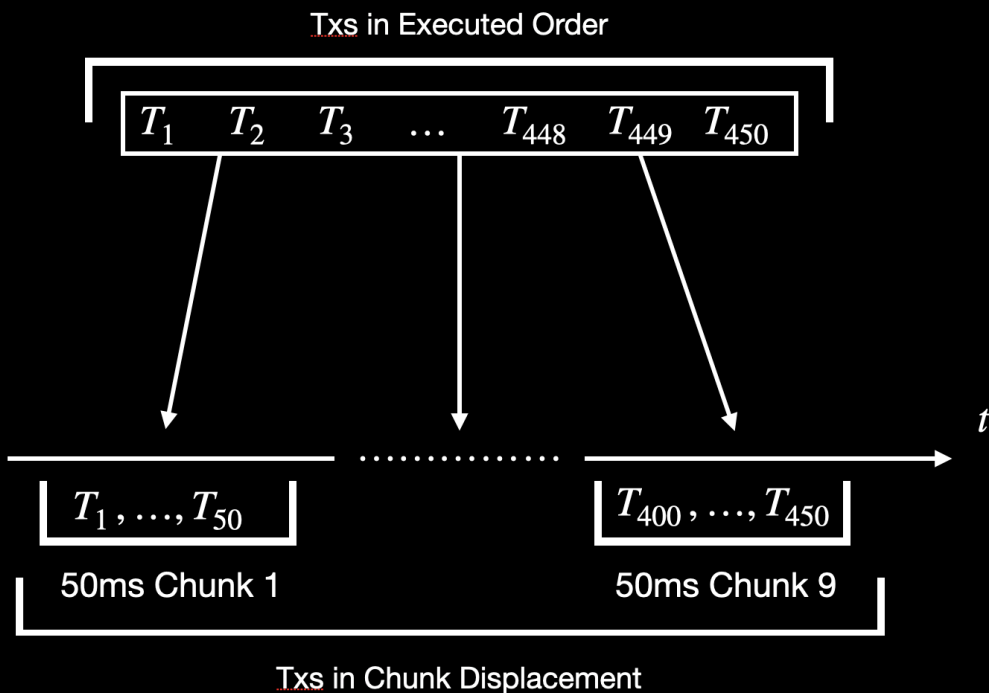 Txs in Executed Order
T₁ T₂ T₃ … T₄₄₈ T₄₄₉ T₄₅₀
t
T₁ , …, T₅₀
T₄₀₀ , …, T₄₅₀
50ms Chunk 1
50ms Chunk 9
Txs in Chunk Displacement